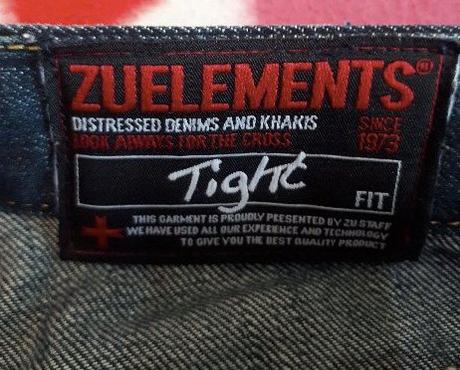 ZUELEMENTS®
DISTRESSED DENIMS AND KHAKIS
LOOK ALWAYS FOR THE CROSS
SINCE
1973
Tight
FIT
THIS GARMENT IS PROUDLY PRESENTED BY ZU STAFF
WE HAVE USED ALL OUR EXPERIENCE AND TECHNOLOGY
TO GIVE YOU THE BEST QUALITY PRODUCT